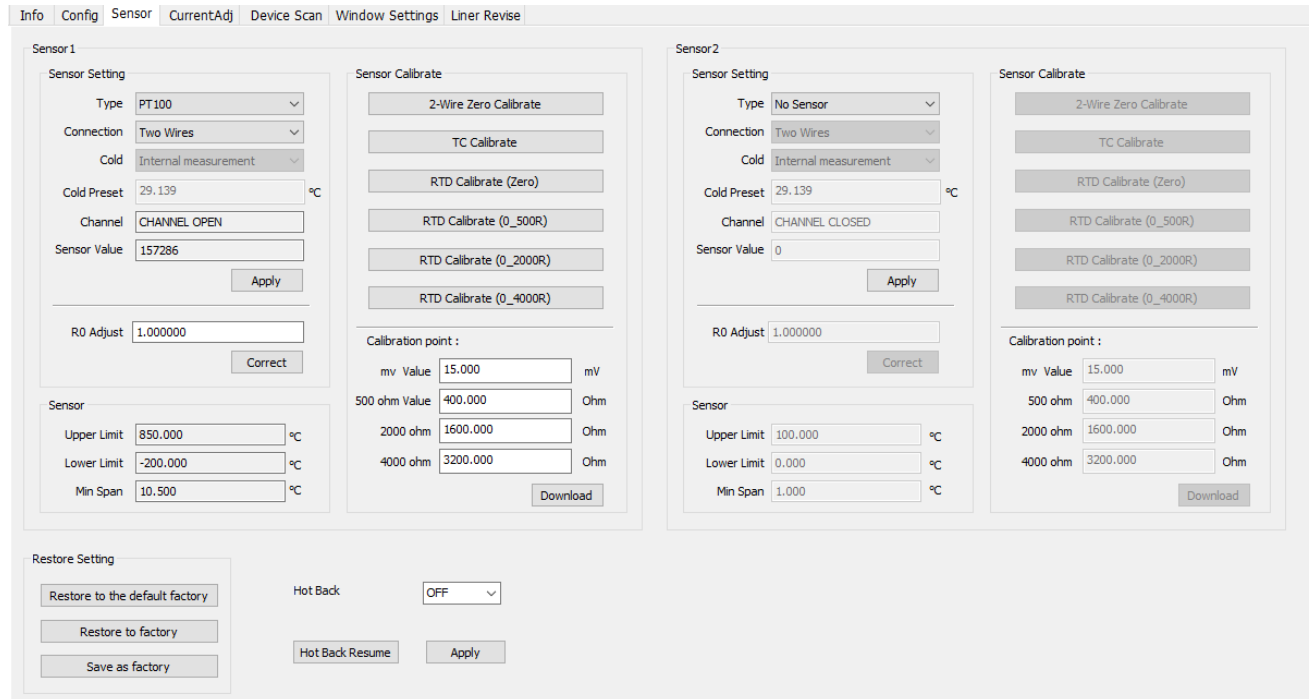 Info Config Sensor CurrentAdj Device Scan Window Settings Liner Revise
Sensor1
Sensor Setting
Type PT100
Connection Two Wires
Cold Internal measurement
Cold Preset 29.139 ºC
Channel CHANNEL OPEN
Sensor Value 157286
Apply
R0 Adjust 1.000000
Correct
Sensor
Upper Limit 850.000 ºC
Lower Limit -200.000 ºC
Min Span 10.500 ºC
Sensor Calibrate
2-Wire Zero Calibrate
TC Calibrate
RTD Calibrate (Zero)
RTD Calibrate (0_500R)
RTD Calibrate (0_2000R)
RTD Calibrate (0_4000R)
Calibration point :
mv Value 15.000 mV
500 ohm Value 400.000 Ohm
2000 ohm 1600.000 Ohm
4000 ohm 3200.000 Ohm
Download
Sensor2
Sensor Setting
Type No Sensor
Connection Two Wires
Cold Internal measurement
Cold Preset 29.139 ºC
Channel CHANNEL CLOSED
Sensor Value 0
Apply
R0 Adjust 1.000000
Correct
Sensor
Upper Limit 100.000 ºC
Lower Limit 0.000 ºC
Min Span 1.000 ºC
Sensor Calibrate
2-Wire Zero Calibrate
TC Calibrate
RTD Calibrate (Zero)
RTD Calibrate (0_500R)
RTD Calibrate (0_2000R)
RTD Calibrate (0_4000R)
Calibration point :
mv Value 15.000 mV
500 ohm 400.000 Ohm
2000 ohm 1600.000 Ohm
4000 ohm 3200.000 Ohm
Download
Restore Setting
Restore to the default factory
Restore to factory
Save as factory
Hot Back OFF
Hot Back Resume Apply